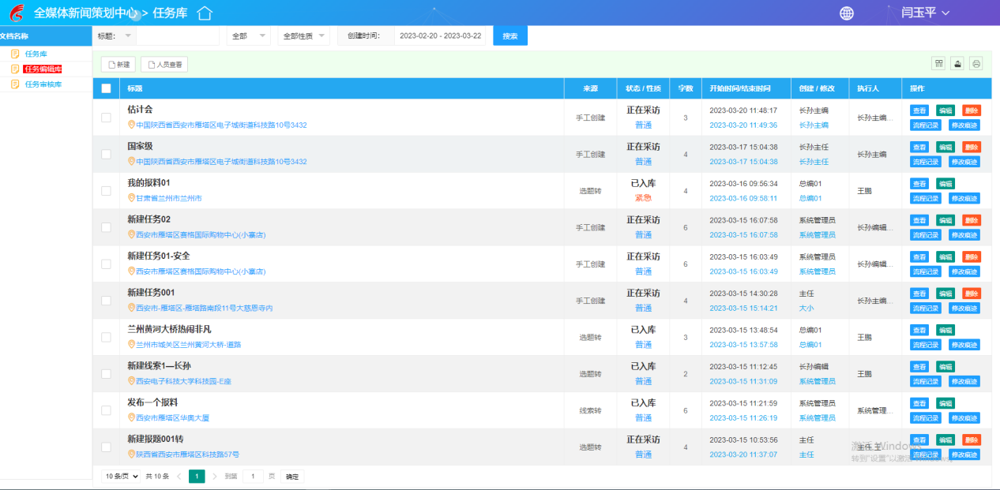 全媒体新闻策划中心 > 任务库
闫玉平
文档名称
任务库
任务编辑库
任务审核库
标题: 全部 全部性质 创建时间: 2023-02-20 - 2023-03-22 搜索
新建 人员查看
标题 来源 状态 / 性质 字数 开始时间/结束时间 创建 / 修改 执行人 操作
估计会 手工创建 正在采访 3 2023-03-20 11:48:17 长孙主编 长孙主编... 查看 编辑 删除
中国陕西省西安市雁塔区电子城街道科技路10号3432 普通 2023-03-20 11:49:36 长孙主编 流程记录 修改痕迹
国家级 手工创建 正在采访 4 2023-03-17 15:04:38 长孙主任 长孙主编 查看 编辑 删除
中国陕西省西安市雁塔区电子城街道科技路10号3432 普通 2023-03-17 15:04:38 长孙主任 流程记录 修改痕迹
我的报料01 选题转 已入库 4 2023-03-16 09:56:34 总编01 王鹏 查看 编辑
甘肃省兰州市兰州市 紧急 2023-03-16 09:58:11 总编01 流程记录 修改痕迹
新建任务02 手工创建 正在采访 6 2023-03-15 16:07:58 系统管理员 长孙编辑... 查看 编辑 删除
西安市雁塔区赛格国际购物中心(小寨店) 普通 2023-03-15 16:07:58 系统管理员 流程记录 修改痕迹
新建任务01-安全 手工创建 正在采访 6 2023-03-15 16:03:49 系统管理员 长孙编辑... 查看 编辑 删除
西安市雁塔区赛格国际购物中心(小寨店) 普通 2023-03-15 16:03:49 系统管理员 流程记录 修改痕迹
新建任务001 手工创建 正在采访 4 2023-03-15 14:30:28 主任 长孙主编... 查看 编辑 删除
西安市-雁塔区-雁塔路南段11号大慈恩寺内 普通 2023-03-15 15:14:21 大小 流程记录 修改痕迹
兰州黄河大桥热闹非凡 选题转 已入库 3 2023-03-15 13:48:54 总编01 王鹏 查看 编辑
兰州市城关区兰州黄河大桥-道路 普通 2023-03-15 13:57:58 总编01 流程记录 修改痕迹
新建线索1—长孙 选题转 已入库 2 2023-03-15 11:12:45 长孙编辑 王鹏 查看 编辑
西安电子科技大学科技园-E座 普通 2023-03-15 11:31:09 系统管理员 流程记录 修改痕迹
发布一个报料 线索转 已入库 6 2023-03-15 11:21:59 系统管理员 系统管理... 查看 编辑
西安市雁塔区华奥大厦 普通 2023-03-15 11:26:19 系统管理员 流程记录 修改痕迹
新建报题001转 选题转 正在采访 4 2023-03-15 10:53:56 主任 主任,王... 查看 编辑 删除
陕西省西安市雁塔区科技路57号 普通 2023-03-20 11:37:07 主任 流程记录 修改痕迹
激活 Windows
转到"设置"以激活 Windows。
10 条/页 共 10 条 < 1 > 到第 1 页 确定